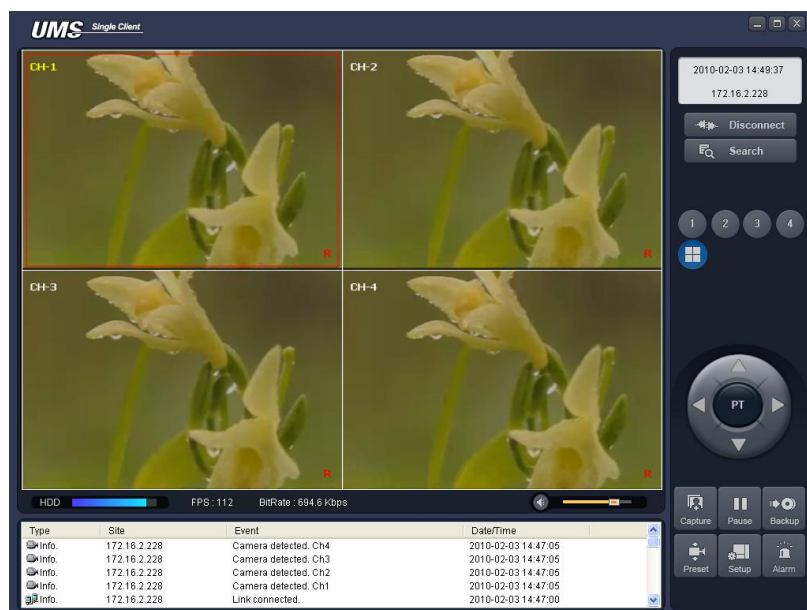 UMS Single Client
2010-02-03 14:49:37
172.16.2.228
Disconnect
Search
1 2 3 4
CH-1
R
CH-2
R
CH-3
R
CH-4
R
PT
HDD
FPS : 112
BitRate : 694.6 Kbps
Capture Pause Backup
Preset Setup Alarm
Type Site Event Date/Time
Info. 172.16.2.228 Camera detected. Ch4 2010-02-03 14:47:05
Info. 172.16.2.228 Camera detected. Ch3 2010-02-03 14:47:05
Info. 172.16.2.228 Camera detected. Ch2 2010-02-03 14:47:05
Info. 172.16.2.228 Camera detected. Ch1 2010-02-03 14:47:05
Info. 172.16.2.228 Link connected. 2010-02-03 14:47:00